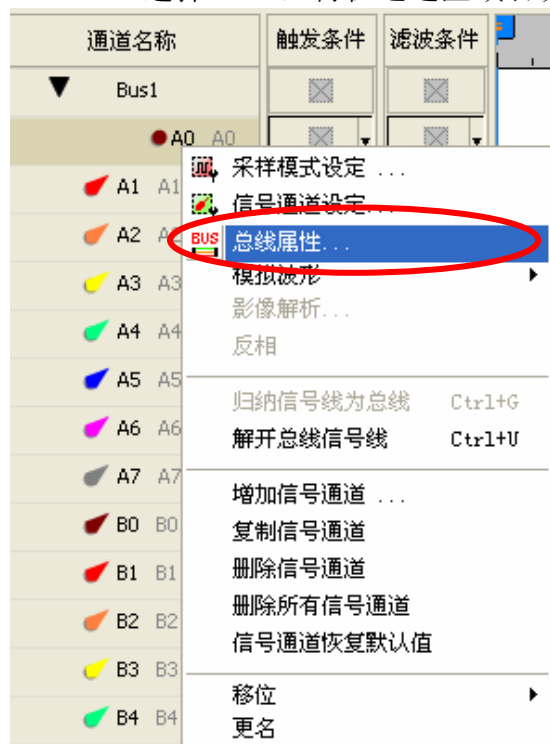 通道名称 触发条件 滤波条件
Bus1
A0 A0
A1 A1
A2
A3 A3
A4 A4
A5 A5
A6 A6
A7 A7
B0 B0
B1 B1
B2 B2
B3 B3
B4 B4
采样模式设定 ...
信号通道设定...
BUS 总线属性...
模拟波形
影像解析...
反相
归纳信号线为总线 Ctrl+G
解开总线信号线 Ctrl+U
增加信号通道 ...
复制信号通道
删除信号通道
删除所有信号通道
信号通道恢复默认值
移位
更名